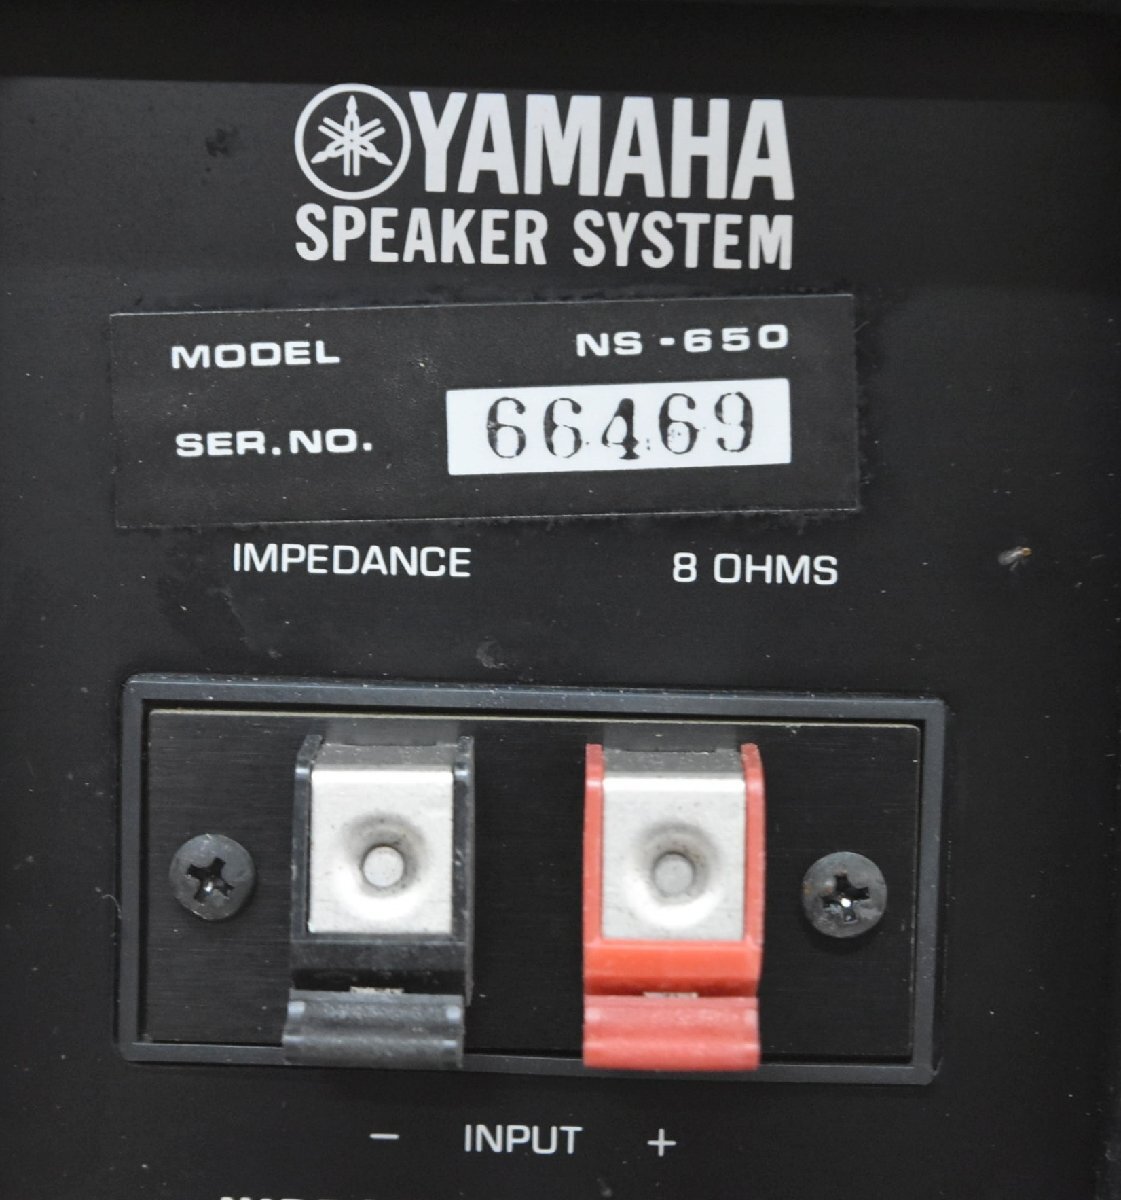 YAMAHA
SPEAKER SYSTEM
MODEL NS-650
SER.NO. 66469
IMPEDANCE 8 OHMS
- INPUT +